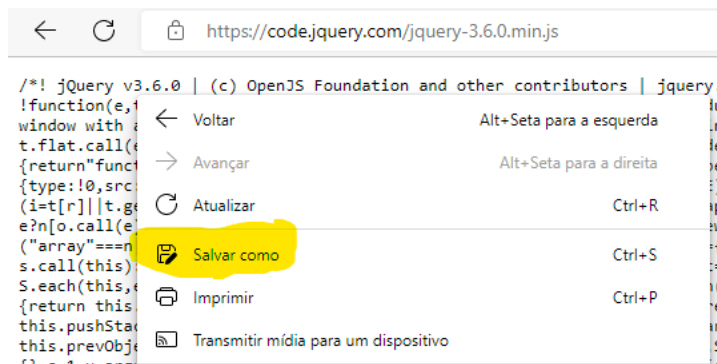 https://code.jquery.com/jquery-3.6.0.min.js
/*! jQuery v3.6.0 | (c) OpenJS Foundation and other contributors | jquery
!function(e,t
window with a
t.flat.call(e
{return"funct
{type:!0,src:
(i=t[r]||t.ge
e?n[o.call(e)
("array"===n
s.call(this)
S.each(this,e
{return this
this.pushStac
this.prevObje
Voltar Alt+Seta para a esquerda
Avançar Alt+Seta para a direita
Atualizar Ctrl+R
Salvar como Ctrl+S
Imprimir Ctrl+P
Transmitir mídia para um dispositivo